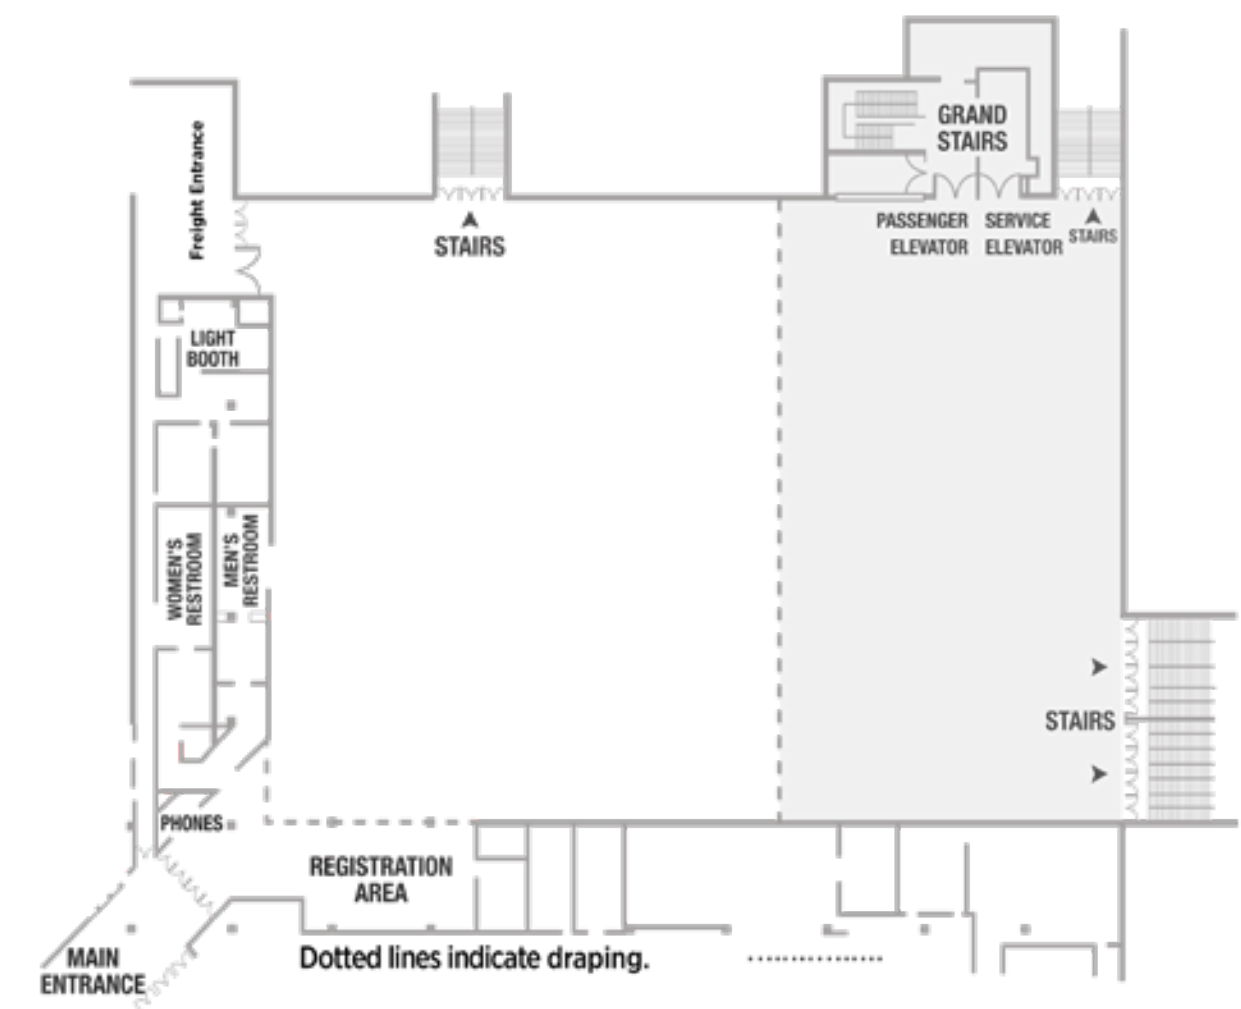 Freight Entrance
GRAND
STAIRS
STAIRS
PASSENGER
ELEVATOR
SERVICE
ELEVATOR
STAIRS
LIGHT
BOOTH
WOMEN'S
RESTROOM
MEN'S
RESTROOM
STAIRS
PHONES
REGISTRATION
AREA
MAIN
ENTRANCE
Dotted lines indicate draping.